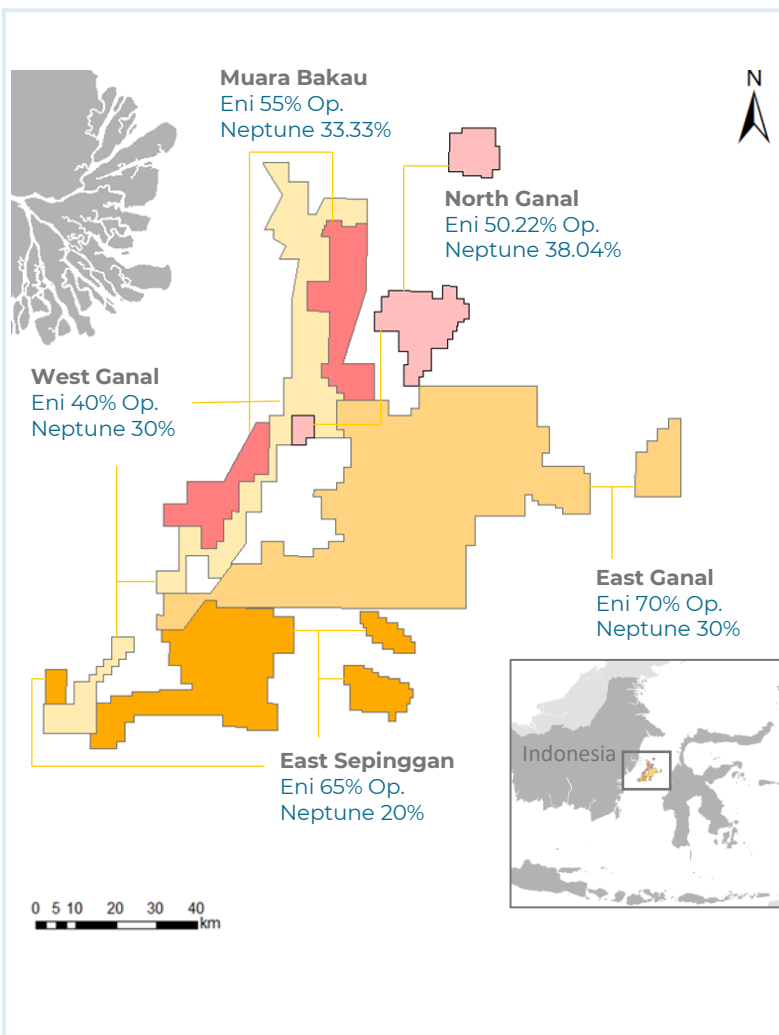 Muara Bakau
Eni 55% Op.
Neptune 33.33%
N
North Ganal
Eni 50.22% Op.
Neptune 38.04%
West Ganal
Eni 40% Op.
Neptune 30%
East Ganal
Eni 70% Op.
Neptune 30%
Indonesia
East Sepinggan
Eni 65% Op.
Neptune 20%
0 5 10 20 30 40
km